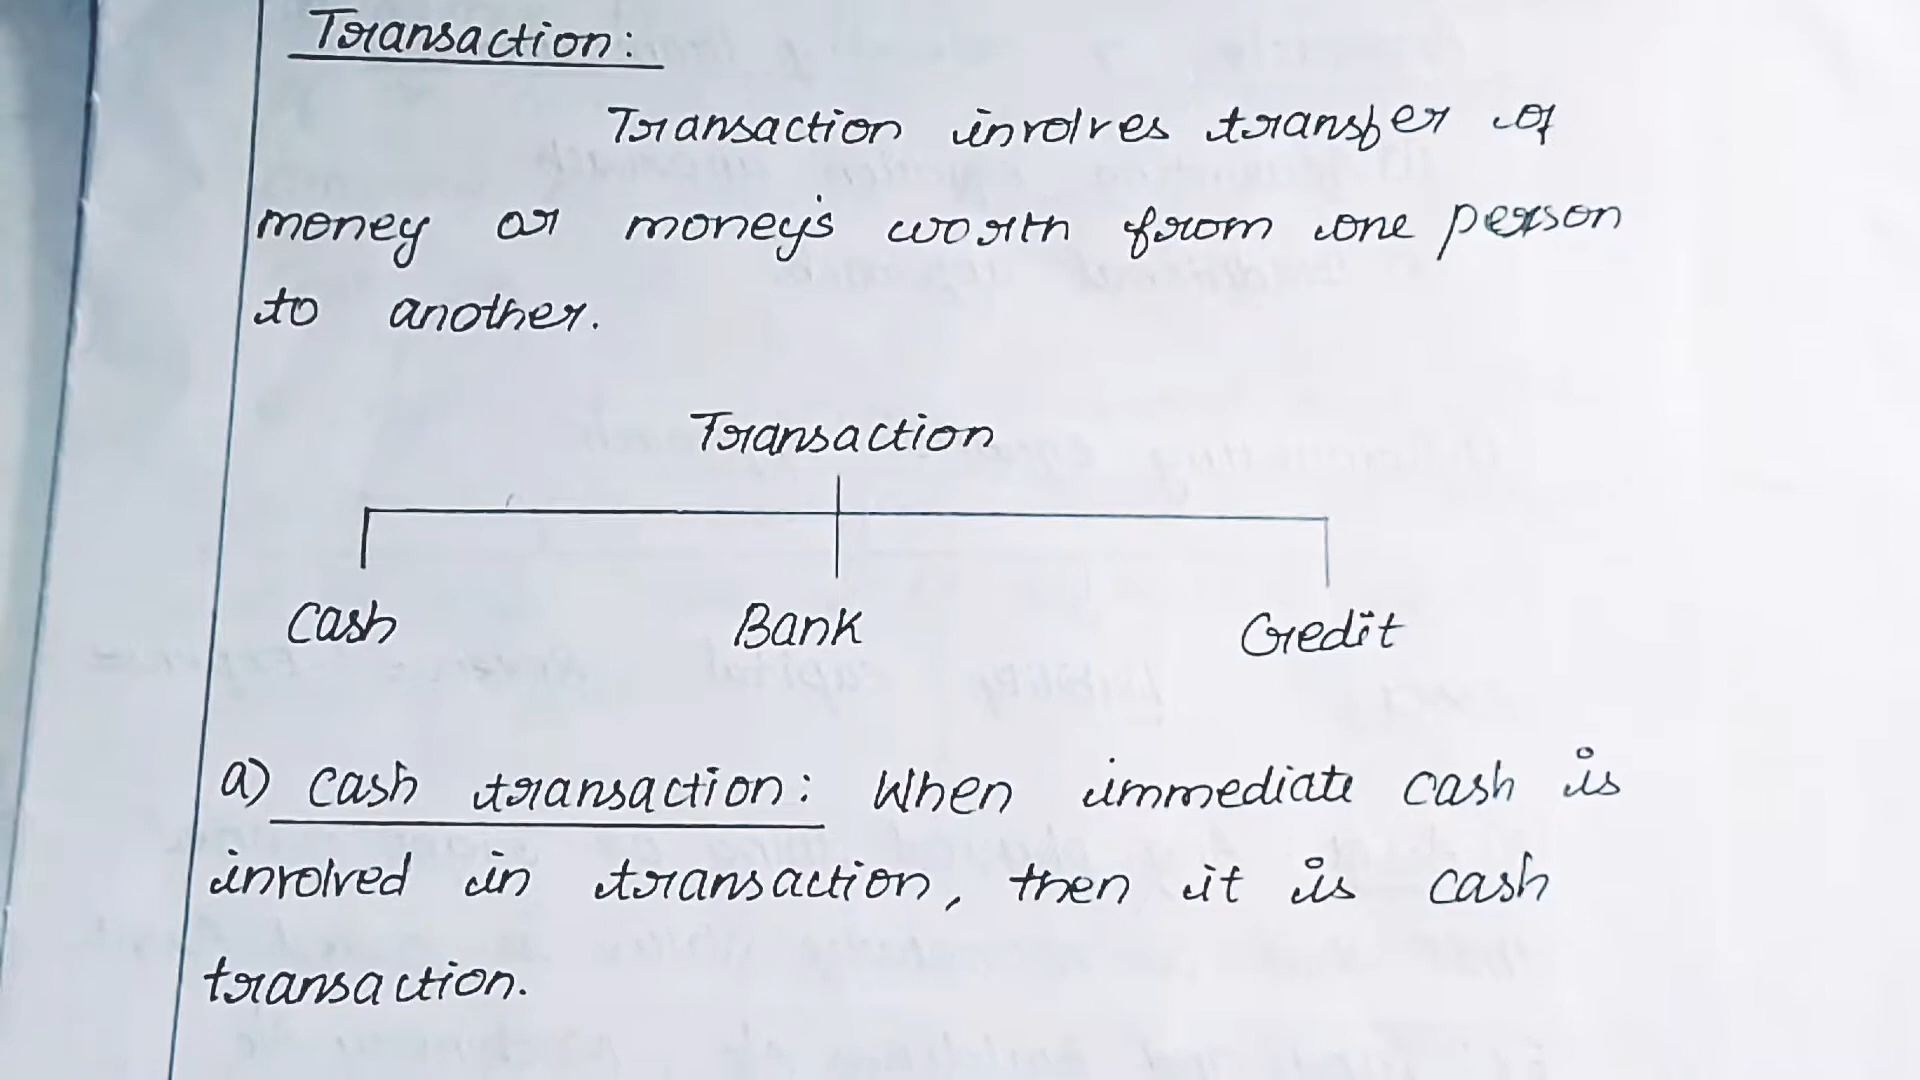 Transaction:
Transaction involves transfer of
money or money's worth from one person
to another.
Transaction
Cash Bank Credit
a) Cash transaction: When immediate cash is
involved in transaction, then it is cash
transaction.